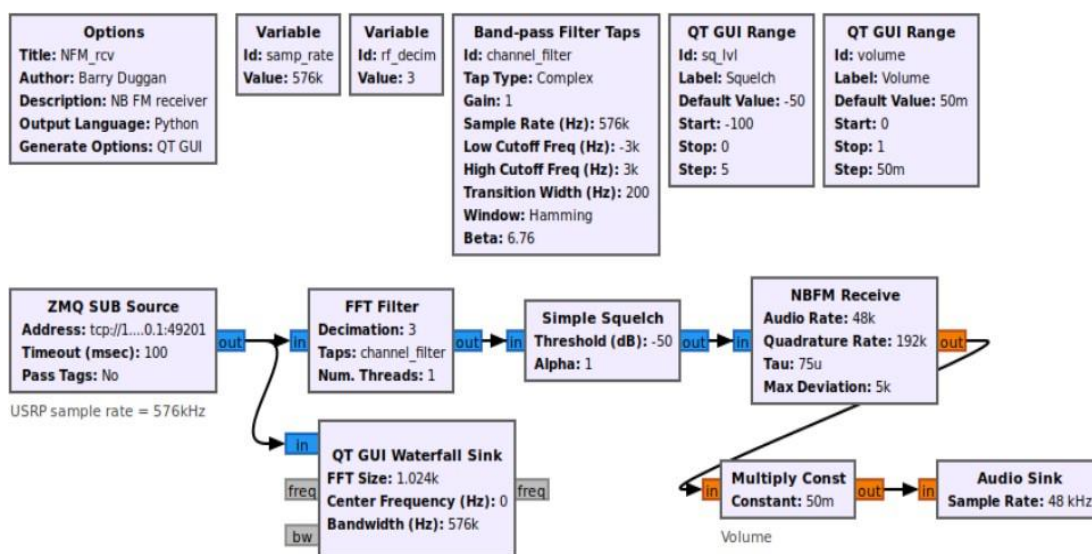 Options
Title: NFM_rcv
Author: Barry Duggan
Description: NB FM receiver
Output Language: Python
Generate Options: QT GUI
Variable
Id: samp_rate
Value: 576k
Variable
Id: rf_decim
Value: 3
Band-pass Filter Taps
Id: channel_filter
Tap Type: Complex
Gain: 1
Sample Rate (Hz): 576k
Low Cutoff Freq (Hz): -3k
High Cutoff Freq (Hz): 3k
Transition Width (Hz): 200
Window: Hamming
Beta: 6.76
QT GUI Range
Id: sq_lvl
Label: Squelch
Default Value: -50
Start: -100
Stop: 0
Step: 5
QT GUI Range
Id: volume
Label: Volume
Default Value: 50m
Start: 0
Stop: 1
Step: 50m
ZMQ SUB Source
Address: tcp://1....0.1:49201
Timeout (msec): 100
Pass Tags: No
out
USRP sample rate = 576kHz
in
FFT Filter
Decimation: 3
Taps: channel_filter
Num. Threads: 1
out
in
Simple Squelch
Threshold (dB): -50
Alpha: 1
out
in
NBFM Receive
Audio Rate: 48k
Quadrature Rate: 192k
Tau: 75u
Max Deviation: 5k
out
in
freq
bw
QT GUI Waterfall Sink
FFT Size: 1.024k
Center Frequency (Hz): 0
Bandwidth (Hz): 576k
freq
in
Multiply Const
Constant: 50m
out
Volume
in
Audio Sink
Sample Rate: 48 kHz